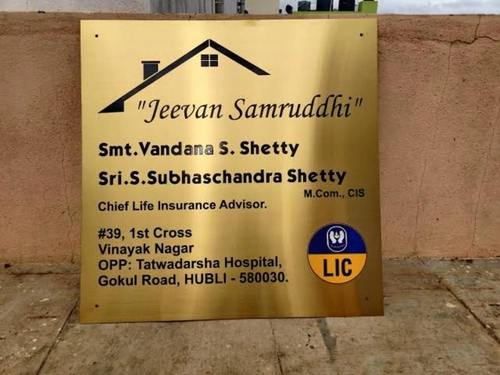 "Jeevan Samruddhi"
Smt.Vandana S. Shetty
Sri.S.Subhaschandra Shetty
M.Com., CIS
Chief Life Insurance Advisor.
#39, 1st Cross
Vinayak Nagar
OPP: Tatwadarsha Hospital,
Gokul Road, HUBLI - 580030.
LIC